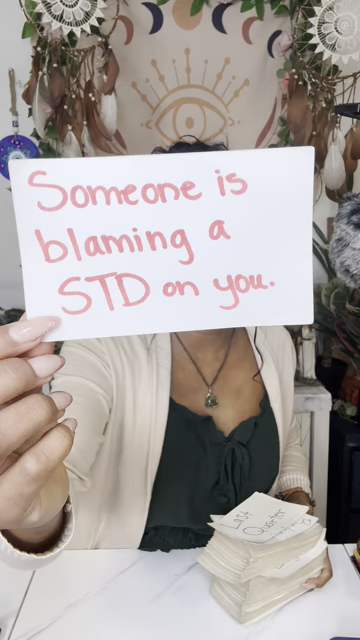 Someone is
blaming a
STD on you.
Last
Quarter